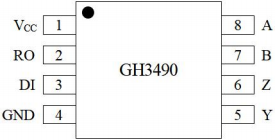 VCC 1 8 A
RO 2 7 B
GH3490
DI 3 6 Z
GND 4 5 Y